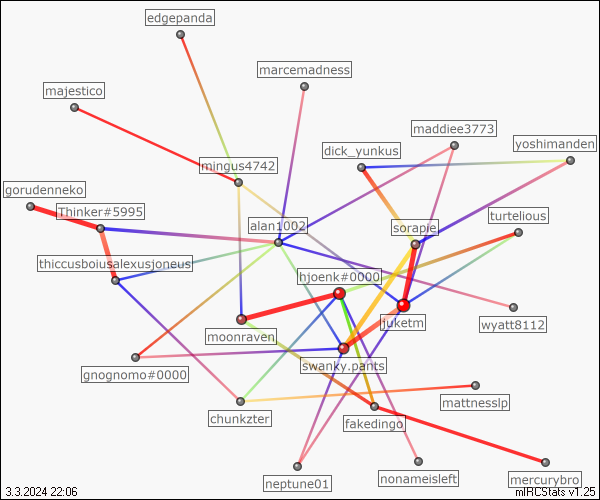 edgepanda
marcemadness
majestico
maddiee3773
yoshimanden
dick_yunkus
mingus4742
gorudenneko
Thinker#5995
turtelious
alan1002
sorapie
thiccusboiusalexusjoneus
hjoenk#0000
juketm
wyatt8112
moonraven
swanky.pants
gnognomo#0000
mattnesslp
chunkzter
fakedingo
neptune01
nonameisleft
mercurybro
3.3.2024 22:06
mIRCStats v1.25